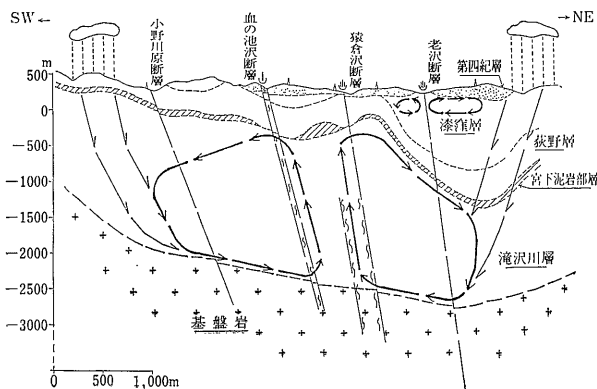 SW
NE
小野川原断層
血の池沢断層
猿倉沢断層
老沢断層
第四紀層
漆窪層
荻野層
宮下泥岩部層
滝沢川層
基盤岩
m
500
0
−500
−1000
−1500
−2000
−2500
−3000
0 500 1,000m